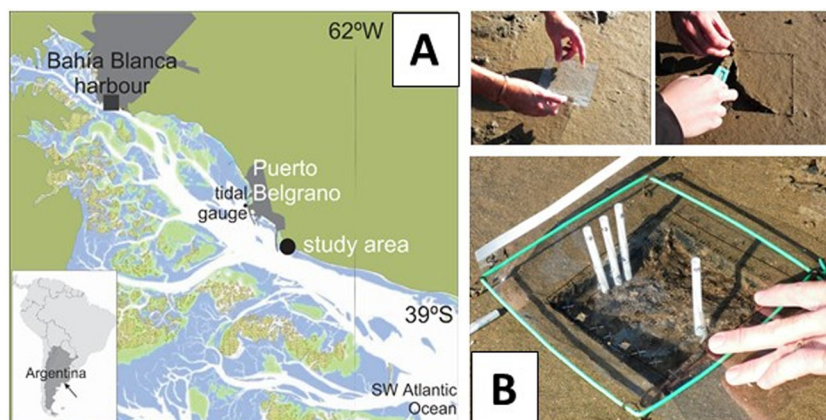 62ºW
A
Bahía Blanca
harbour
Puerto
Belgrano
tidal
gauge
study area
39ºS
Argentina
SW Atlantic
Ocean
B